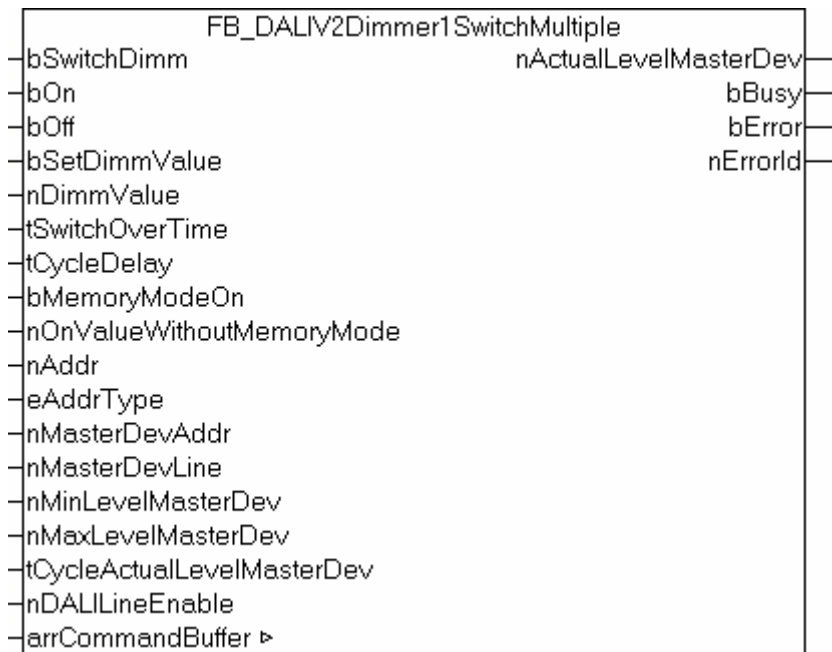 FB_DALIV2Dimmer1SwitchMultiple
bSwitchDimm nActualLevelMasterDev
bOn bBusy
bOff bError
bSetDimmValue nErrorId
nDimmValue
tSwitchOverTime
tCycleDelay
bMemoryModeOn
nOnValueWithoutMemoryMode
nAddr
eAddrType
nMasterDevAddr
nMasterDevLine
nMinLevelMasterDev
nMaxLevelMasterDev
tCycleActualLevelMasterDev
nDALILineEnable
arrCommandBuffer ▹